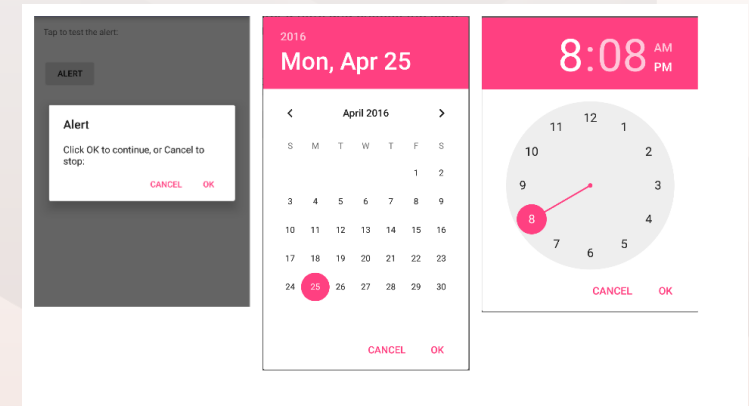 Tap to test the alert:
ALERT
Alert
Click OK to continue, or Cancel to
stop:
CANCEL OK
2016
Mon, Apr 25
April 2016
S M T W T F S
1 2
3 4 5 6 7 8 9
10 11 12 13 14 15 16
17 18 19 20 21 22 23
24 25 26 27 28 29 30
CANCEL OK
8:08 AM
PM
12
11 1
10 2
9 3
8 4
7 5
6
CANCEL OK